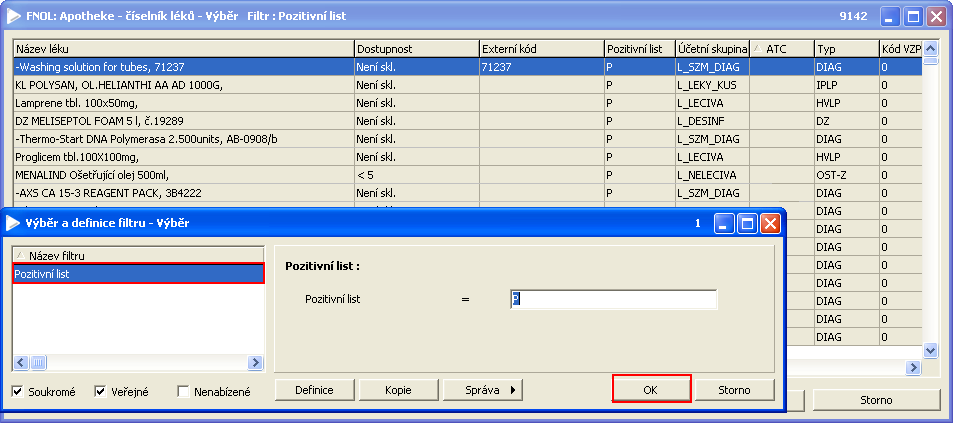 FNOL: Apotheke - číselník léků - Výběr Filtr : Pozitivní list 9142
Název léku Dostupnost Externí kód Pozitivní list Účetní skupina ATC Typ Kód VZP
-Washing solution for tubes, 71237 Není skl. 71237 P L_SZM_DIAG DIAG 0
KL POLYSAN, OL.HELIANTHI AA AD 1000G, Není skl. P L_LEKY_KUS IPLP 0
Lamprene tbl. 100x50mg, Není skl. P L_LECIVA HVLP 0
DZ MELISEPTOL FOAM 5 l, č.19289 Není skl. P L_DESINF DZ 0
-Thermo-Start DNA Polymerasa 2.500units, AB-0908/b Není skl. P L_SZM_DIAG DIAG 0
Proglicem tbl.100X100mg, Není skl. P L_LECIVA HVLP 0
MENALIND Ošetřující olej 500ml, < 5 P L_NELECIVA OST-Z 0
-AXS CA 15-3 REAGENT PACK, 3B4222 Není skl. P L_SZM_DIAG DIAG 0
DIAG 0
Výběr a definice filtru - Výběr 1
DIAG 0
DIAG 0
Název filtru
Pozitivní list
Pozitivní list :
DIAG 0
DIAG 0
Pozitivní list = P
DIAG 0
DIAG 0
DIAG 0
Soukromé Veřejné Nenabízené
Definice Kopie Správa OK Storno
Storno